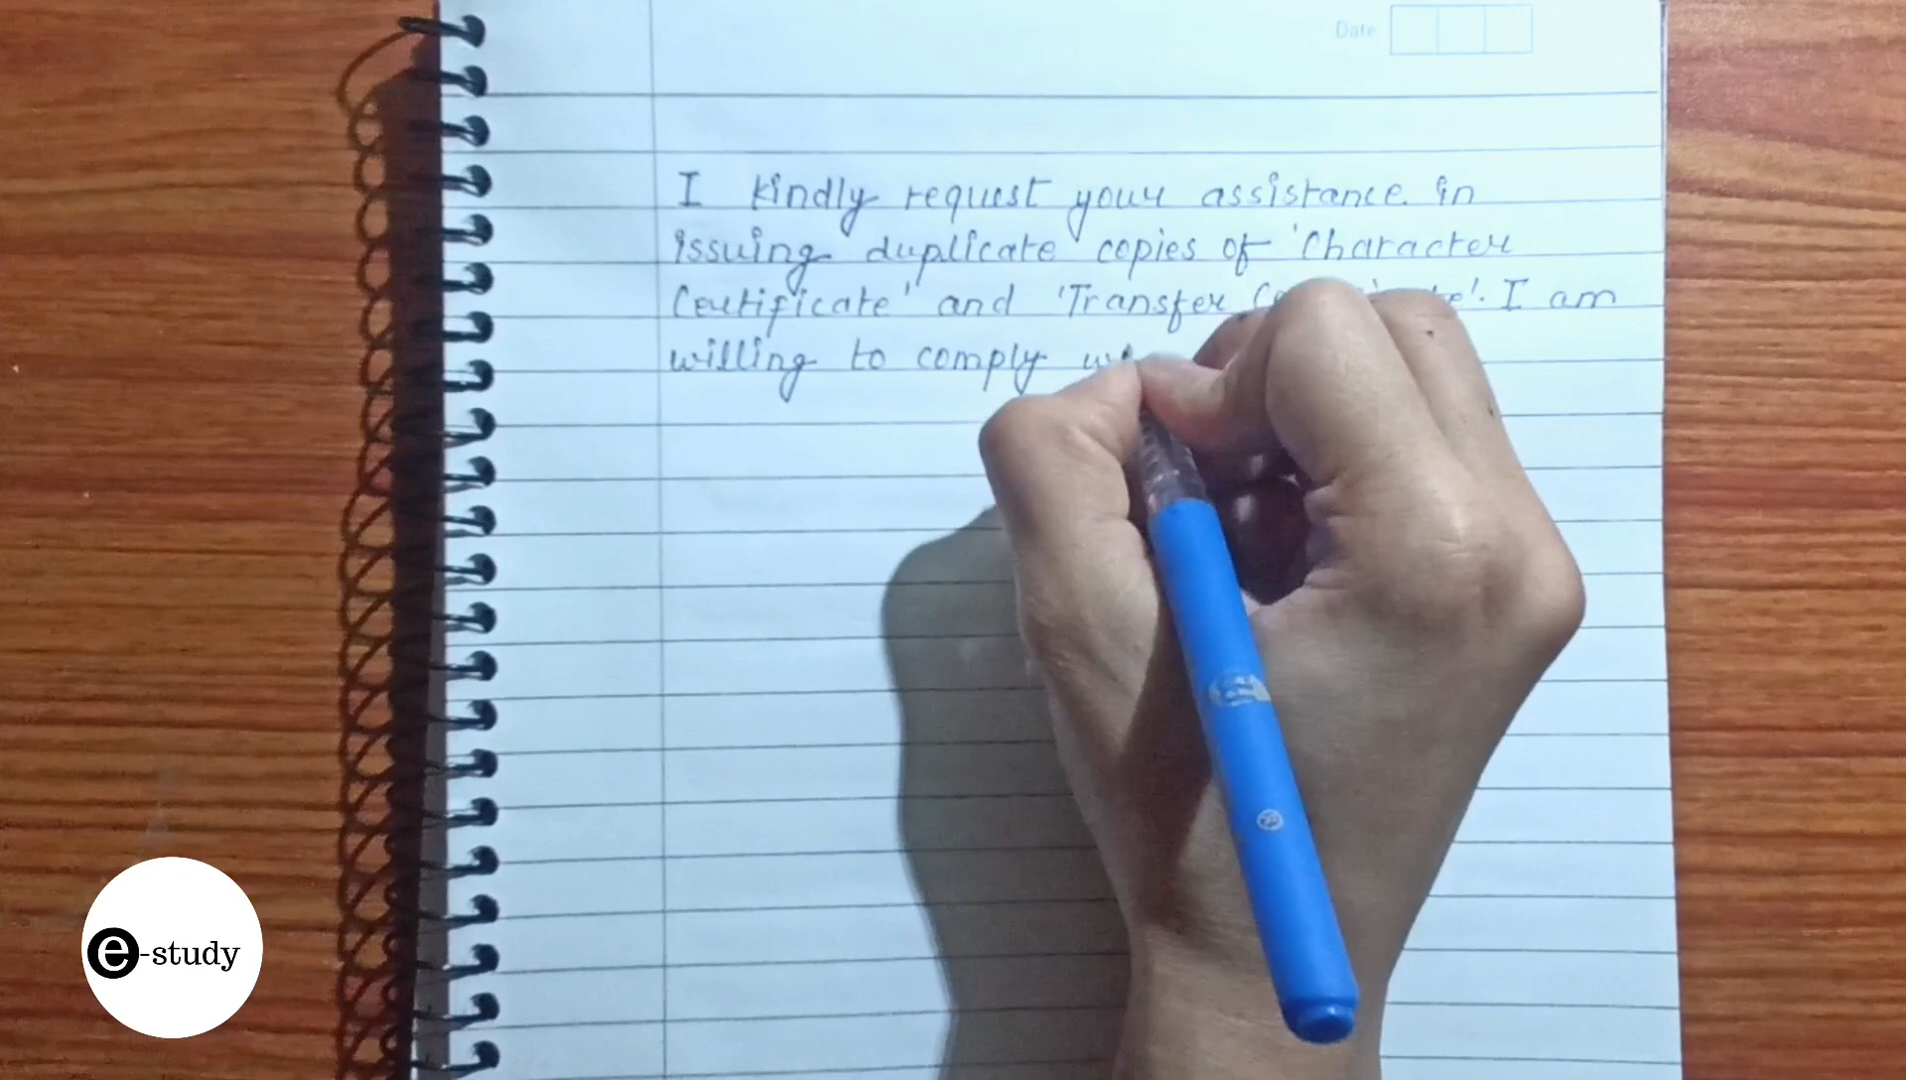 Date
I kindly request your assistance in
issuing duplicate copies of 'Character
Certificate' and 'Transfer I am
willing to comply
e-study